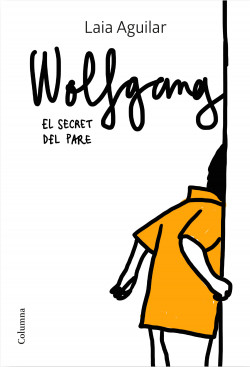 Laia Aguilar
Wolfgang
EL SECRET
DEL PARE
Columna